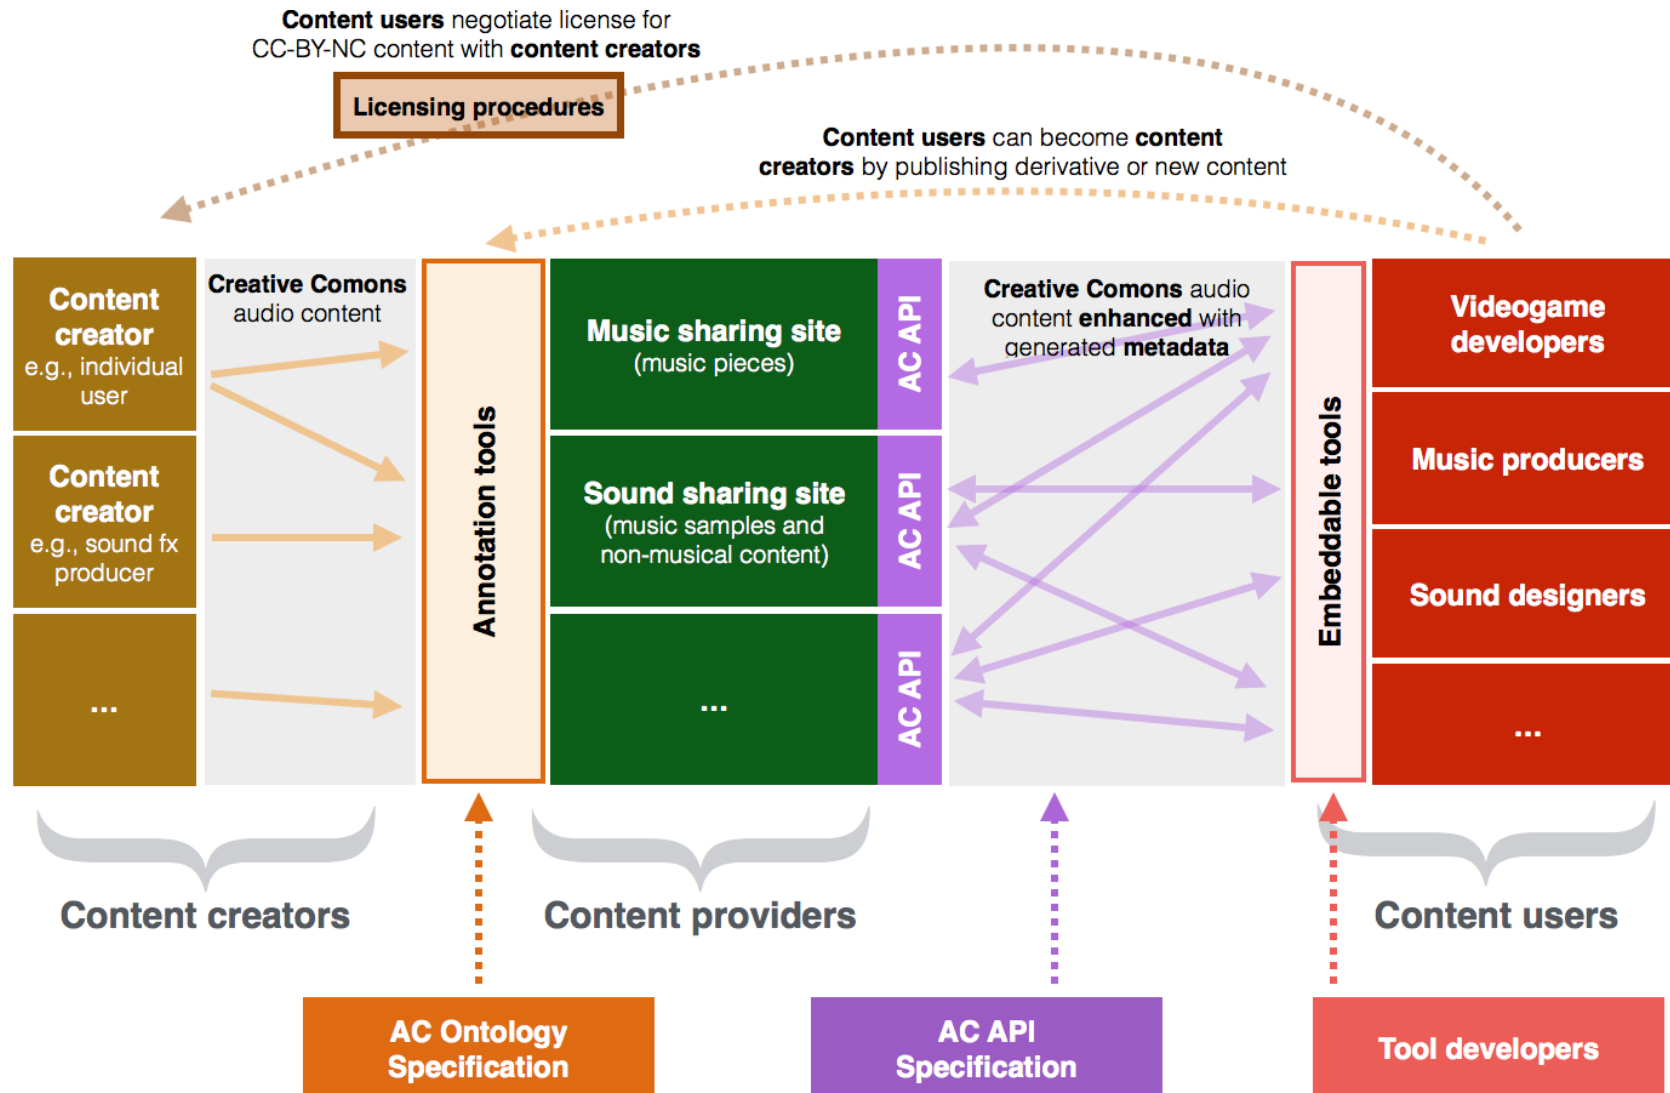 Content users negotiate license for
CC-BY-NC content with content creators
Licensing procedures
Content users can become content
creators by publishing derivative or new content
Content
creator
e.g., individual
user
Content
creator
e.g., sound fx
producer
...
Creative Comons
audio content
Annotation tools
Music sharing site
(music pieces)
Sound sharing site
(music samples and
non-musical content)
...
AC API
AC API
AC API
Creative Comons audio
content enhanced with
generated metadata
Embeddable tools
Videogame
developers
Music producers
Sound designers
...
Content creators
Content providers
Content users
AC Ontology
Specification
AC API
Specification
Tool developers